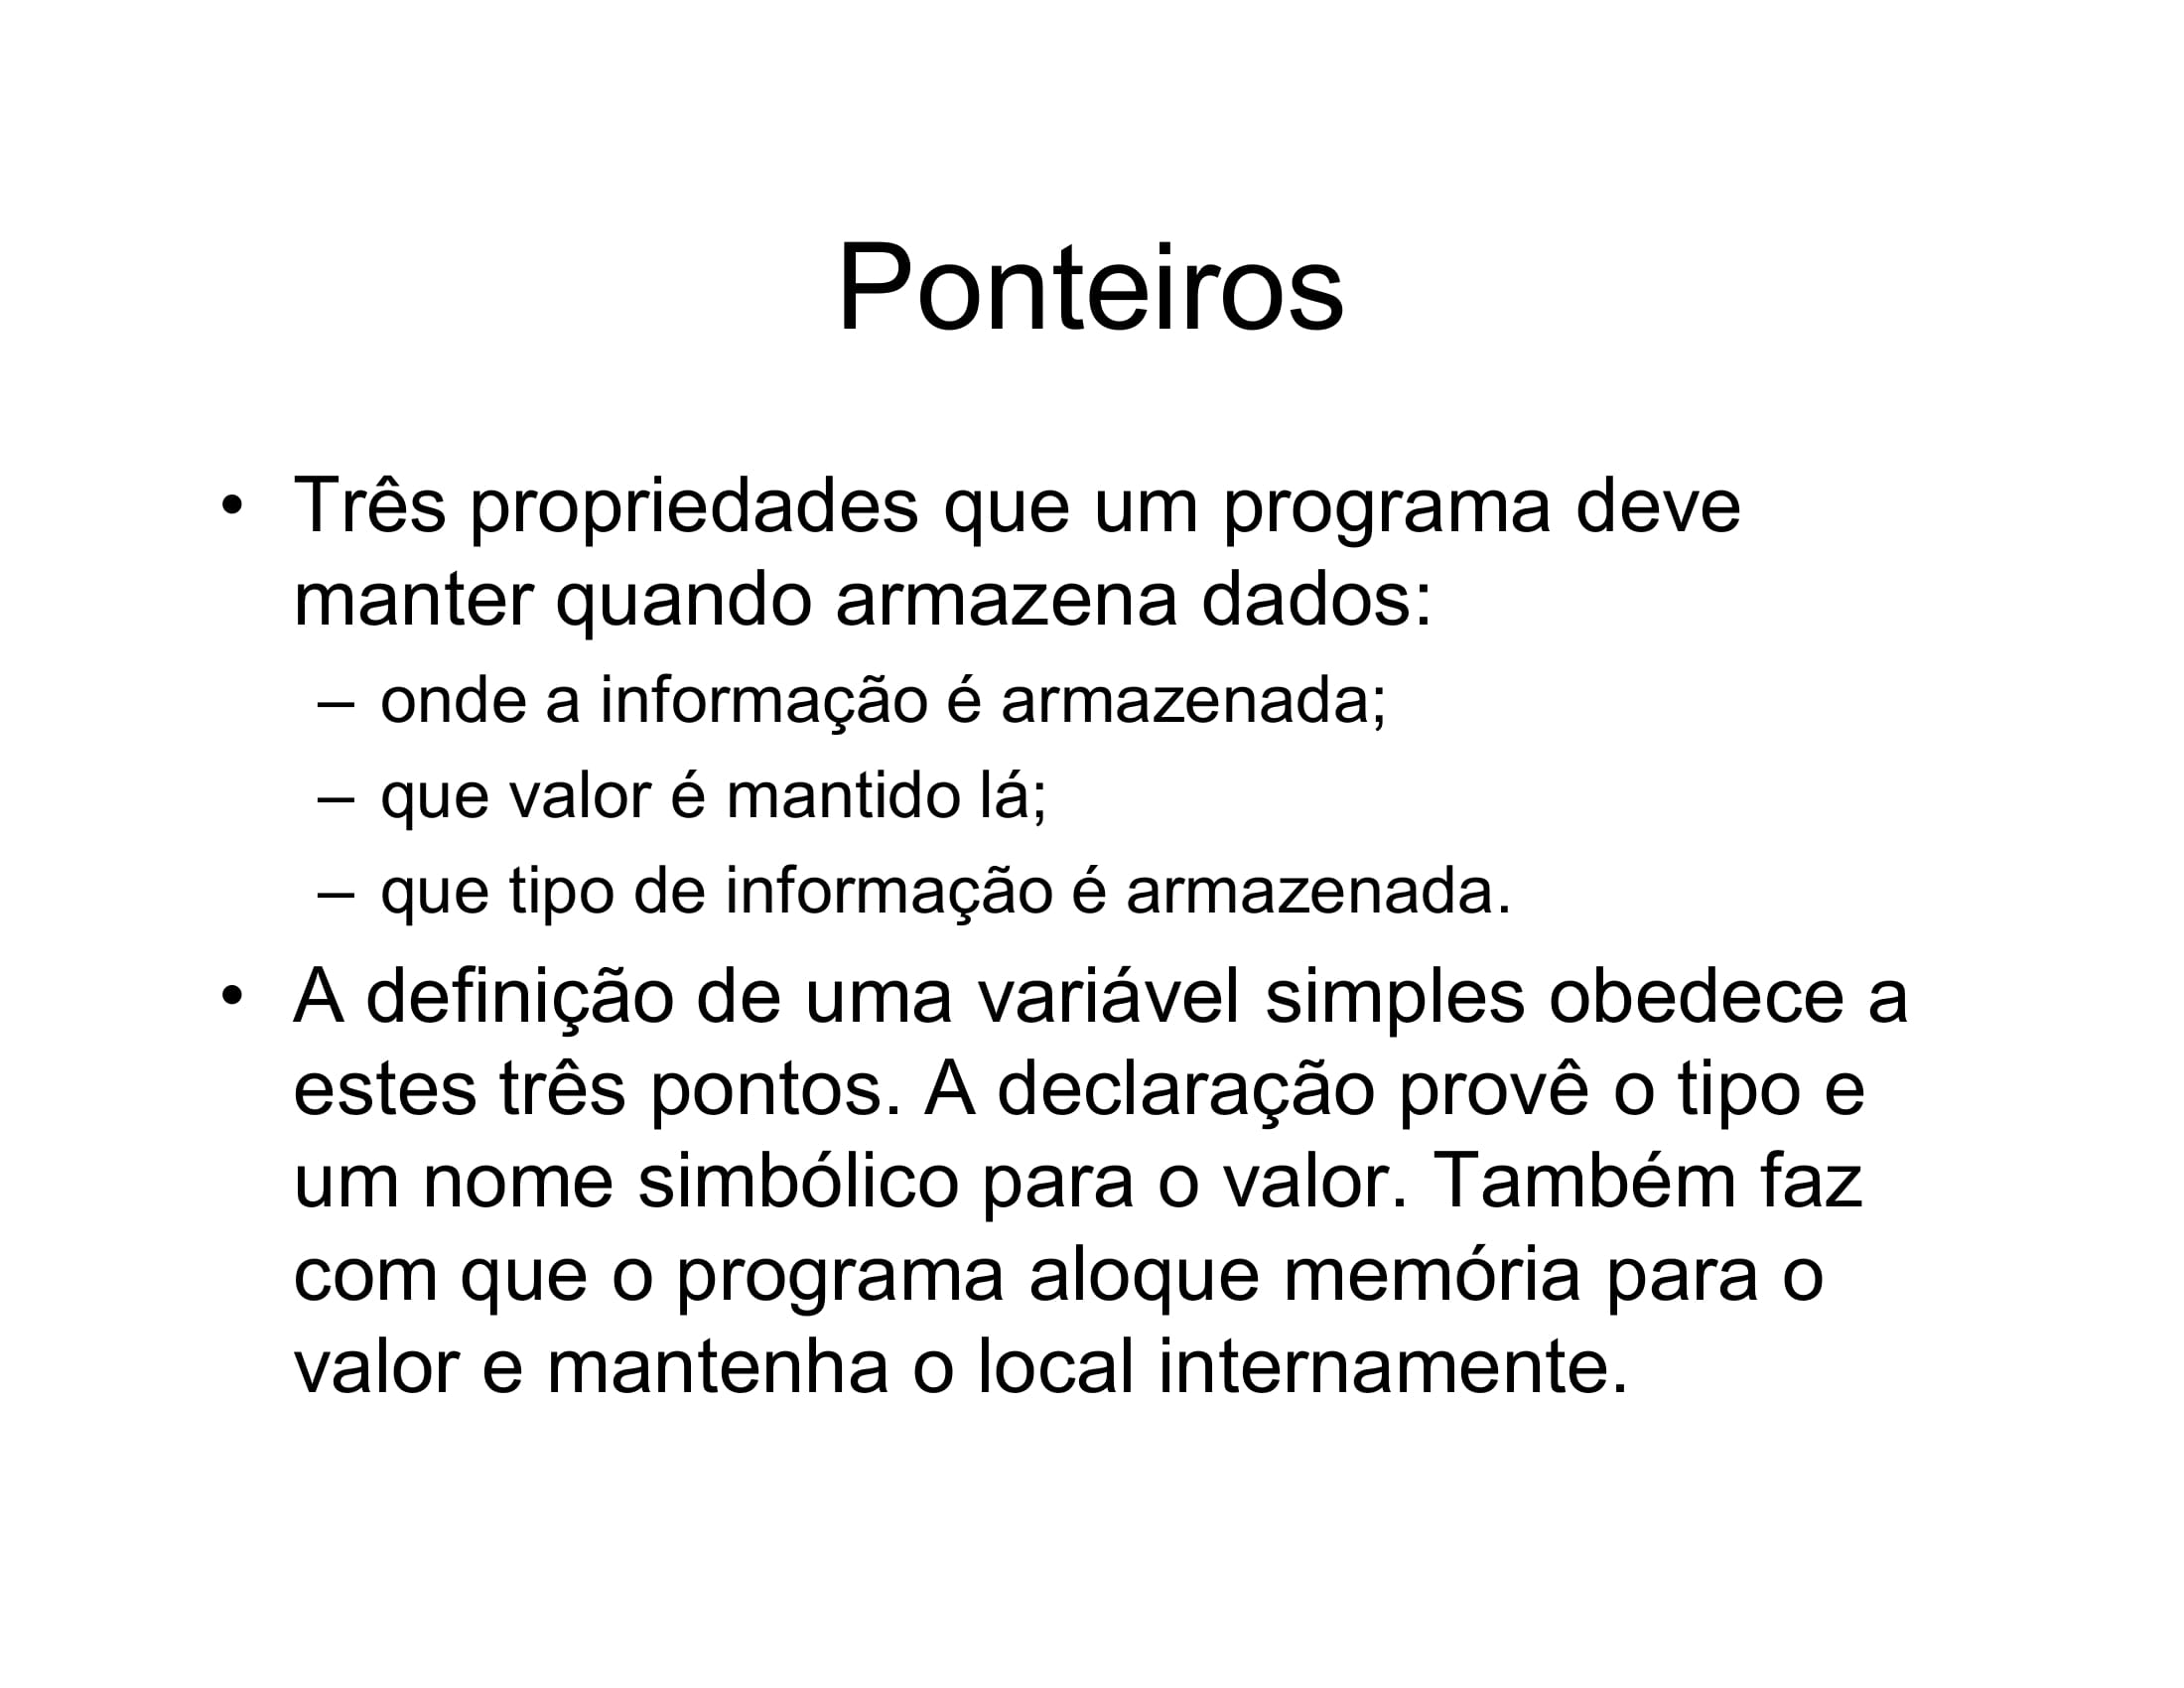 Ponteiros
• Três propriedades que um programa deve
manter quando armazena dados:
– onde a informação é armazenada;
– que valor é mantido lá;
– que tipo de informação é armazenada.
• A definição de uma variável simples obedece a
estes três pontos. A declaração provê o tipo e
um nome simbólico para o valor. Também faz
com que o programa aloque memória para o
valor e mantenha o local internamente.